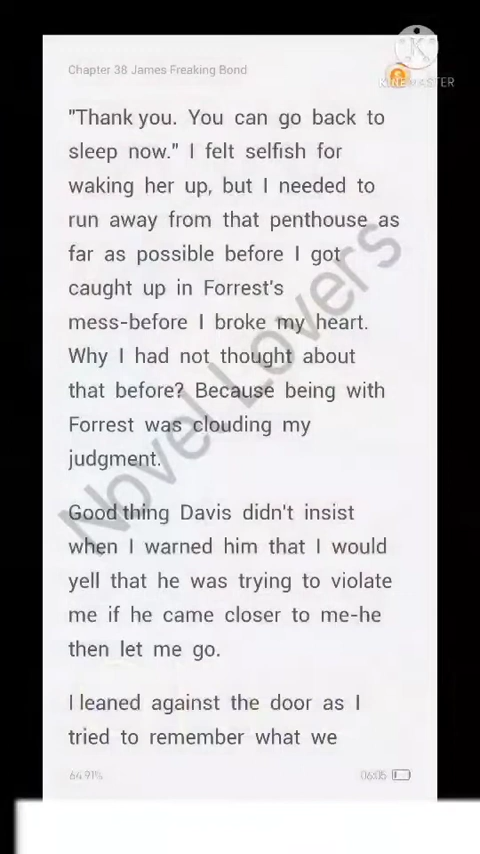 Chapter 38 James Freaking Bond
KINEMASTER
"Thank you. You can go back to
sleep now." I felt selfish for
waking her up, but I needed to
run away from that penthouse as
far as possible before I got
caught up in Forrest's
mess-before I broke my heart.
Why I had not thought about
that before? Because being with
Forrest was clouding my
judgment.
Good thing Davis didn't insist
when I warned him that I would
yell that he was trying to violate
me if he came closer to me-he
then let me go.
I leaned against the door as I
tried to remember what we
Novel Lovers
64.91%
06:05